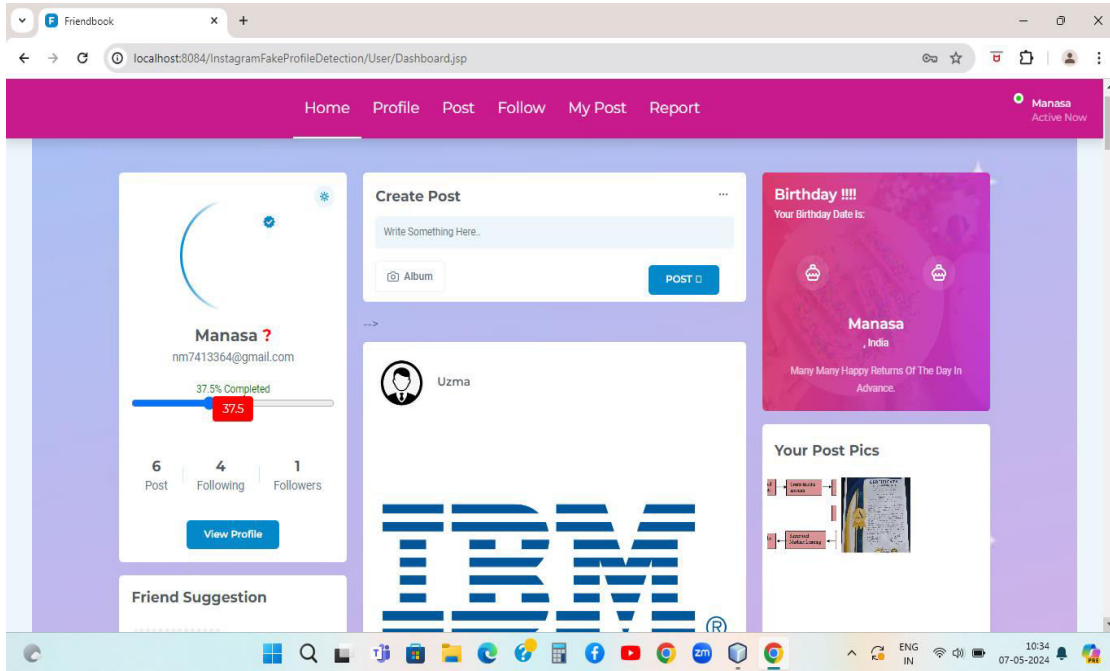 Friendbook
localhost:8084/InstagramFakeProfileDetection/User/Dashboard.jsp
Home Profile Post Follow My Post Report
Manasa
Active Now
Manasa ?
nm7413364@gmail.com
37.5% Completed
37.5
6 4 1
Post Following Followers
View Profile
Friend Suggestion
Create Post ...
Write Something Here..
Album
POST
-->
Uzma
IBM®
Birthday !!!!
Your Birthday Date Is:
Manasa
, India
Many Many Happy Returns Of The Day In
Advance.
Your Post Pics
CERTIFICATE
zm
ENG
IN
10:34
07-05-2024
PRE